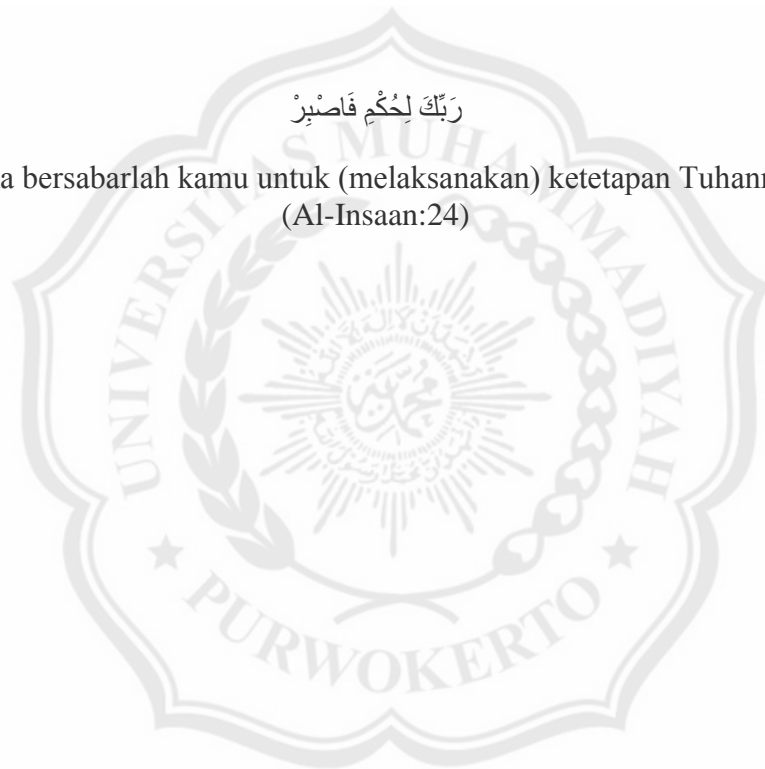 رَبِّكَ لِحُكْمِ فَاصْبِرْ
a bersabarlah kamu untuk (melaksanakan) ketetapan Tuhan
(Al-Insaan:24)
UNIVERSITAS MUHAMMADIYAH
PURWOKERTO